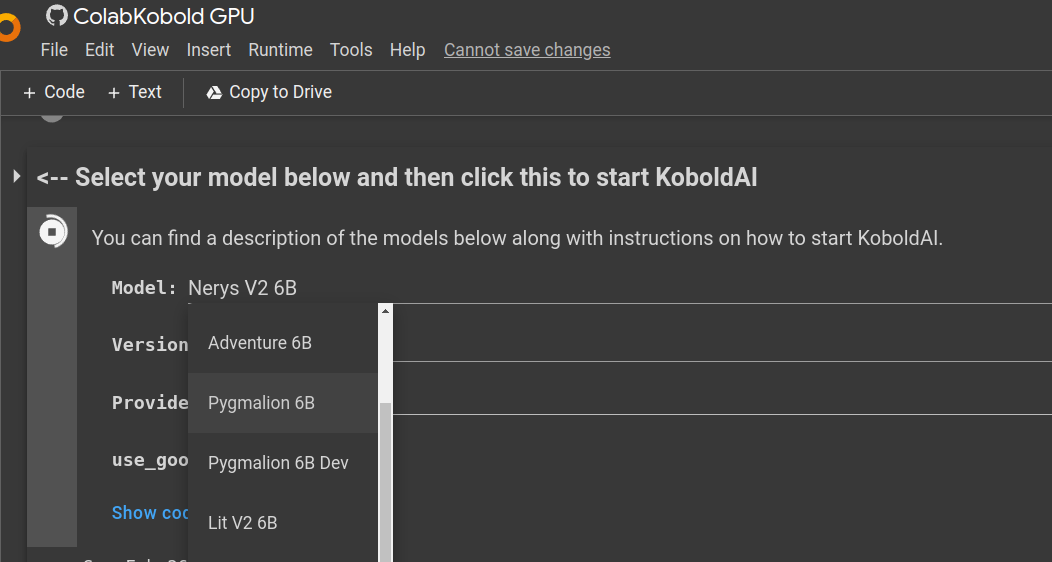 ColabKobold GPU
File Edit View Insert Runtime Tools Help Cannot save changes
+ Code + Text Copy to Drive
<-- Select your model below and then click this to start KoboldAI
You can find a description of the models below along with instructions on how to start KoboldAI.
Model: Nerys V2 6B
Adventure 6B
Version
Pygmalion 6B
Provide
Pygmalion 6B Dev
use_goo
Show coc
Lit V2 6B